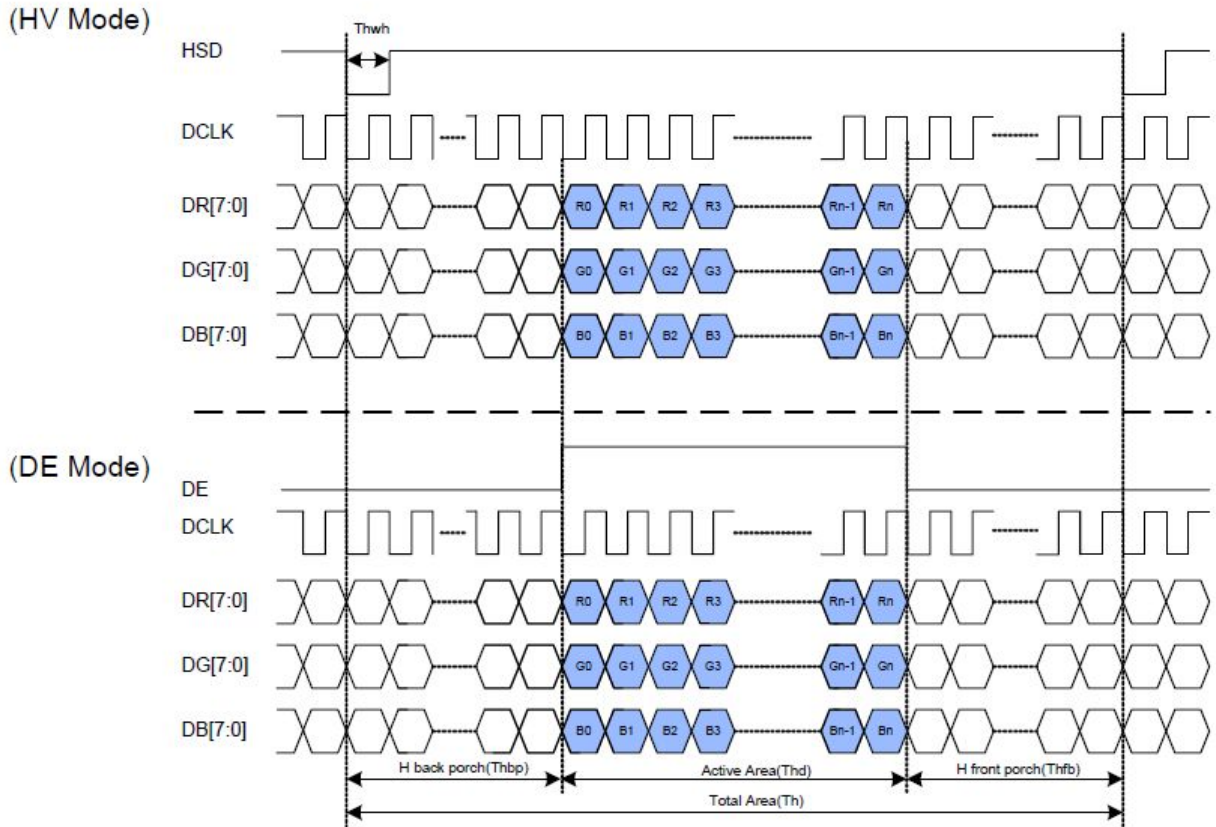 (HV Mode)
Thwh
HSD
DCLK
DR[7:0] R0 R1 R2 R3 Rn-1 Rn
DG[7:0] G0 G1 G2 G3 Gn-1 Gn
DB[7:0] B0 B1 B2 B3 Bn-1 Bn
(DE Mode)
DE
DCLK
DR[7:0] R0 R1 R2 R3 Rn-1 Rn
DG[7:0] G0 G1 G2 G3 Gn-1 Gn
DB[7:0] B0 B1 B2 B3 Bn-1 Bn
H back porch(Thbp) Active Area(Thd) H front porch(Thfb)
Total Area(Th)